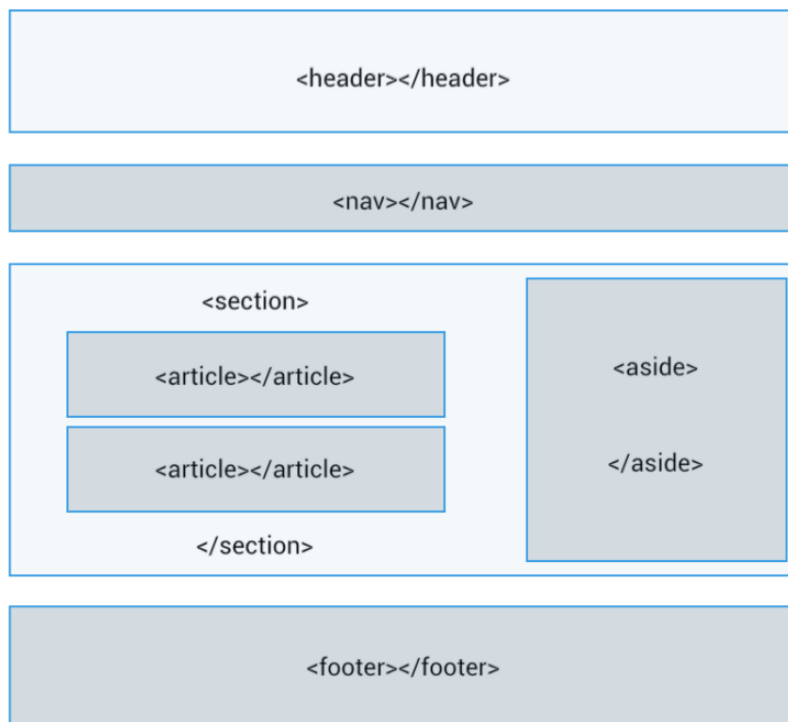 <header></header>
<nav></nav>
<section>
<article></article>
<article></article>
</section>
<aside>
</aside>
<footer></footer>